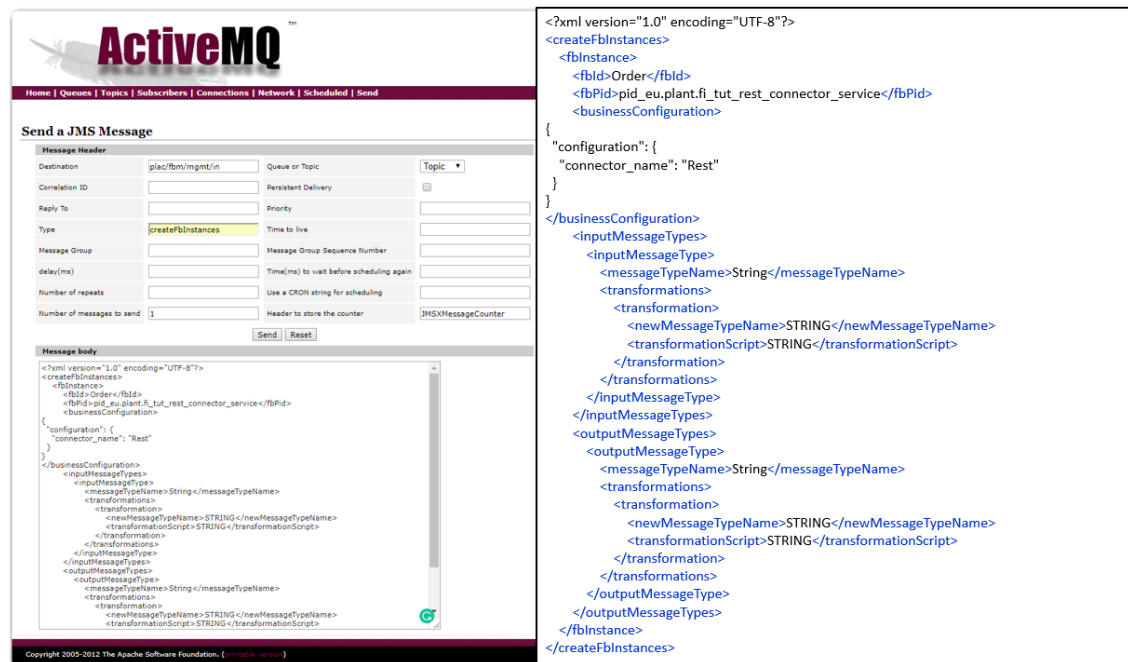 ActiveMQ™
Home | Queues | Topics | Subscribers | Connections | Network | Scheduled | Send
Send a JMS Message
Message Header
Destination plac/fbm/mgmt/in Queue or Topic Topic
Correlation ID Persistent Delivery
Reply To Priority
Type createFbInstances Time to live
Message Group Message Group Sequence Number
delay(ms) Time(ms) to wait before scheduling again
Number of repeats Use a CRON string for scheduling
Number of messages to send 1 Header to store the counter JMSXMessageCounter
Send Reset
Message body
<?xml version="1.0" encoding="UTF-8"?>
<createFbInstances>
<fbInstance>
<fbId>Order</fbId>
<fbPid>pid_eu.plant.fi_tut_rest_connector_service</fbPid>
<businessConfiguration>
{
"configuration": {
"connector_name": "Rest"
}
}
</businessConfiguration>
<inputMessageTypes>
<inputMessageType>
<messageTypeName>String</messageTypeName>
<transformations>
<transformation>
<newMessageTypeName>STRING</newMessageTypeName>
<transformationScript>STRING</transformationScript>
</transformation>
</transformations>
</inputMessageType>
</inputMessageTypes>
<outputMessageTypes>
<outputMessageType>
<messageTypeName>String</messageTypeName>
<transformations>
<transformation>
<newMessageTypeName>STRING</newMessageTypeName>
<transformationScript>STRING</transformationScript>
Copyright 2005-2012 The Apache Software Foundation. (printable version)
<?xml version="1.0" encoding="UTF-8"?>
<createFbInstances>
<fbInstance>
<fbId>Order</fbId>
<fbPid>pid_eu.plant.fi_tut_rest_connector_service</fbPid>
<businessConfiguration>
{
"configuration": {
"connector_name": "Rest"
}
}
</businessConfiguration>
<inputMessageTypes>
<inputMessageType>
<messageTypeName>String</messageTypeName>
<transformations>
<transformation>
<newMessageTypeName>STRING</newMessageTypeName>
<transformationScript>STRING</transformationScript>
</transformation>
</transformations>
</inputMessageType>
</inputMessageTypes>
<outputMessageTypes>
<outputMessageType>
<messageTypeName>String</messageTypeName>
<transformations>
<transformation>
<newMessageTypeName>STRING</newMessageTypeName>
<transformationScript>STRING</transformationScript>
</transformation>
</transformations>
</outputMessageType>
</outputMessageTypes>
</fbInstance>
</createFbInstances>